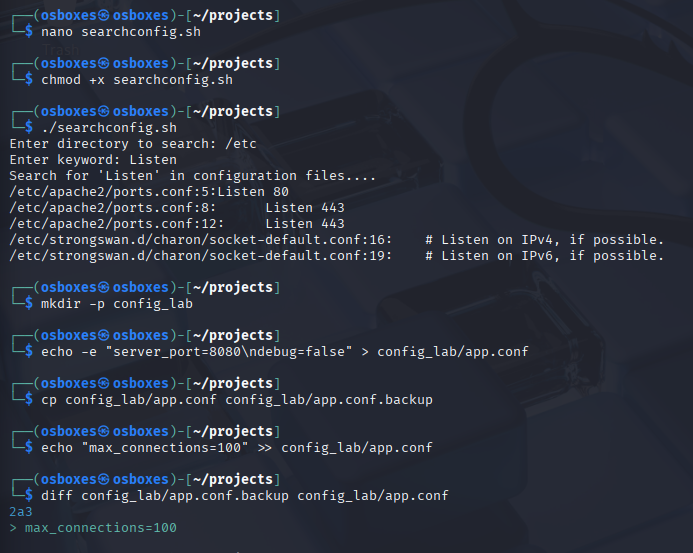 ┌──(osboxes㉿osboxes)-[~/projects]
└─$ nano searchconfig.sh
┌──(osboxes㉿osboxes)-[~/projects]
└─$ chmod +x searchconfig.sh
┌──(osboxes㉿osboxes)-[~/projects]
└─$ ./searchconfig.sh
Enter directory to search: /etc
Enter keyword: Listen
Search for 'Listen' in configuration files....
/etc/apache2/ports.conf:5:Listen 80
/etc/apache2/ports.conf:8:      Listen 443
/etc/apache2/ports.conf:12:     Listen 443
/etc/strongswan.d/charon/socket-default.conf:16:    # Listen on IPv4, if possible.
/etc/strongswan.d/charon/socket-default.conf:19:    # Listen on IPv6, if possible.
┌──(osboxes㉿osboxes)-[~/projects]
└─$ mkdir -p config_lab
┌──(osboxes㉿osboxes)-[~/projects]
└─$ echo -e "server_port=8080\ndebug=false" > config_lab/app.conf
┌──(osboxes㉿osboxes)-[~/projects]
└─$ cp config_lab/app.conf config_lab/app.conf.backup
┌──(osboxes㉿osboxes)-[~/projects]
└─$ echo "max_connections=100" >> config_lab/app.conf
┌──(osboxes㉿osboxes)-[~/projects]
└─$ diff config_lab/app.conf.backup config_lab/app.conf
2a3
> max_connections=100